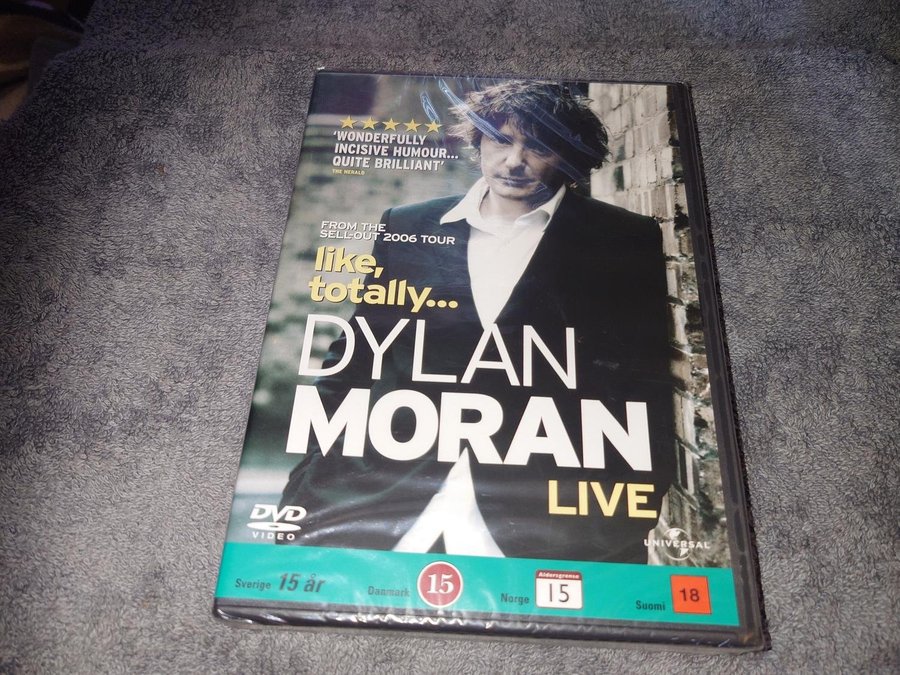 'WONDERFULLY
INCISIVE HUMOUR...
QUITE BRILLIANT'
THE HERALD
FROM THE
SELL-OUT 2006 TOUR
like,
totally...
DYLAN
MORAN
LIVE
DVD
VIDEO
UNIVERSAL
Sverige 15 år
Danmark 15
Norge Aldersgrense 15
Suomi 18